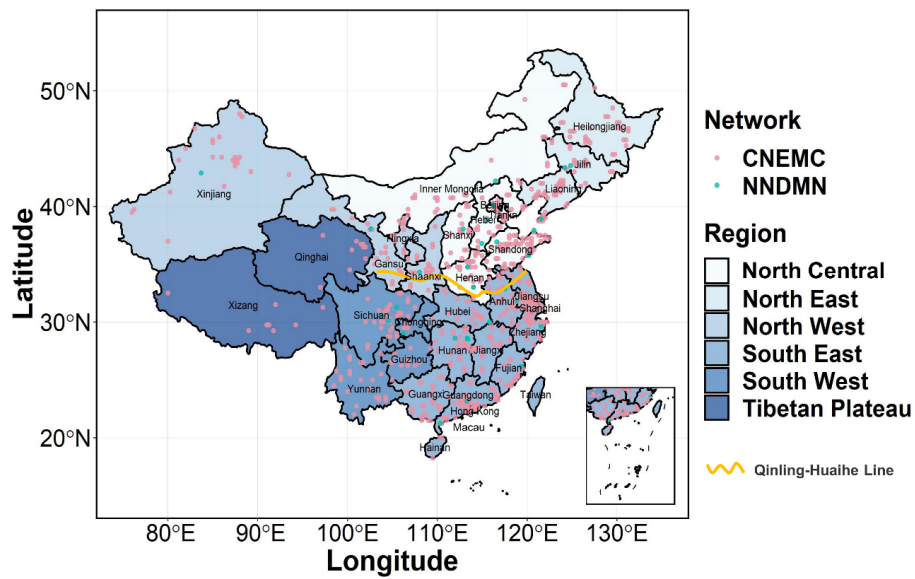 50°N
40°N
30°N
20°N
80°E
90°E
100°E
110°E
120°E
130°E
Latitude
Longitude
Heilongjiang
Jilin
Liaoning
Inner Mongolia
Xinjiang
Beijing
Tianjin
Hebei
Shanxi
Ningxia
Shandong
Qinghai
Gansu
Shaanxi
Henan
Jiangsu
Anhui
Shanghai
Xizang
Sichuan
Chongqing
Hubei
Zhejiang
Hunan
Jiangxi
Guizhou
Fujian
Yunnan
Guangxi
Guangdong
Taiwan
Hong Kong
Macau
Hainan
Network
CNEMC
NNDMN
Region
North Central
North East
North West
South East
South West
Tibetan Plateau
Qinling-Huaihe Line